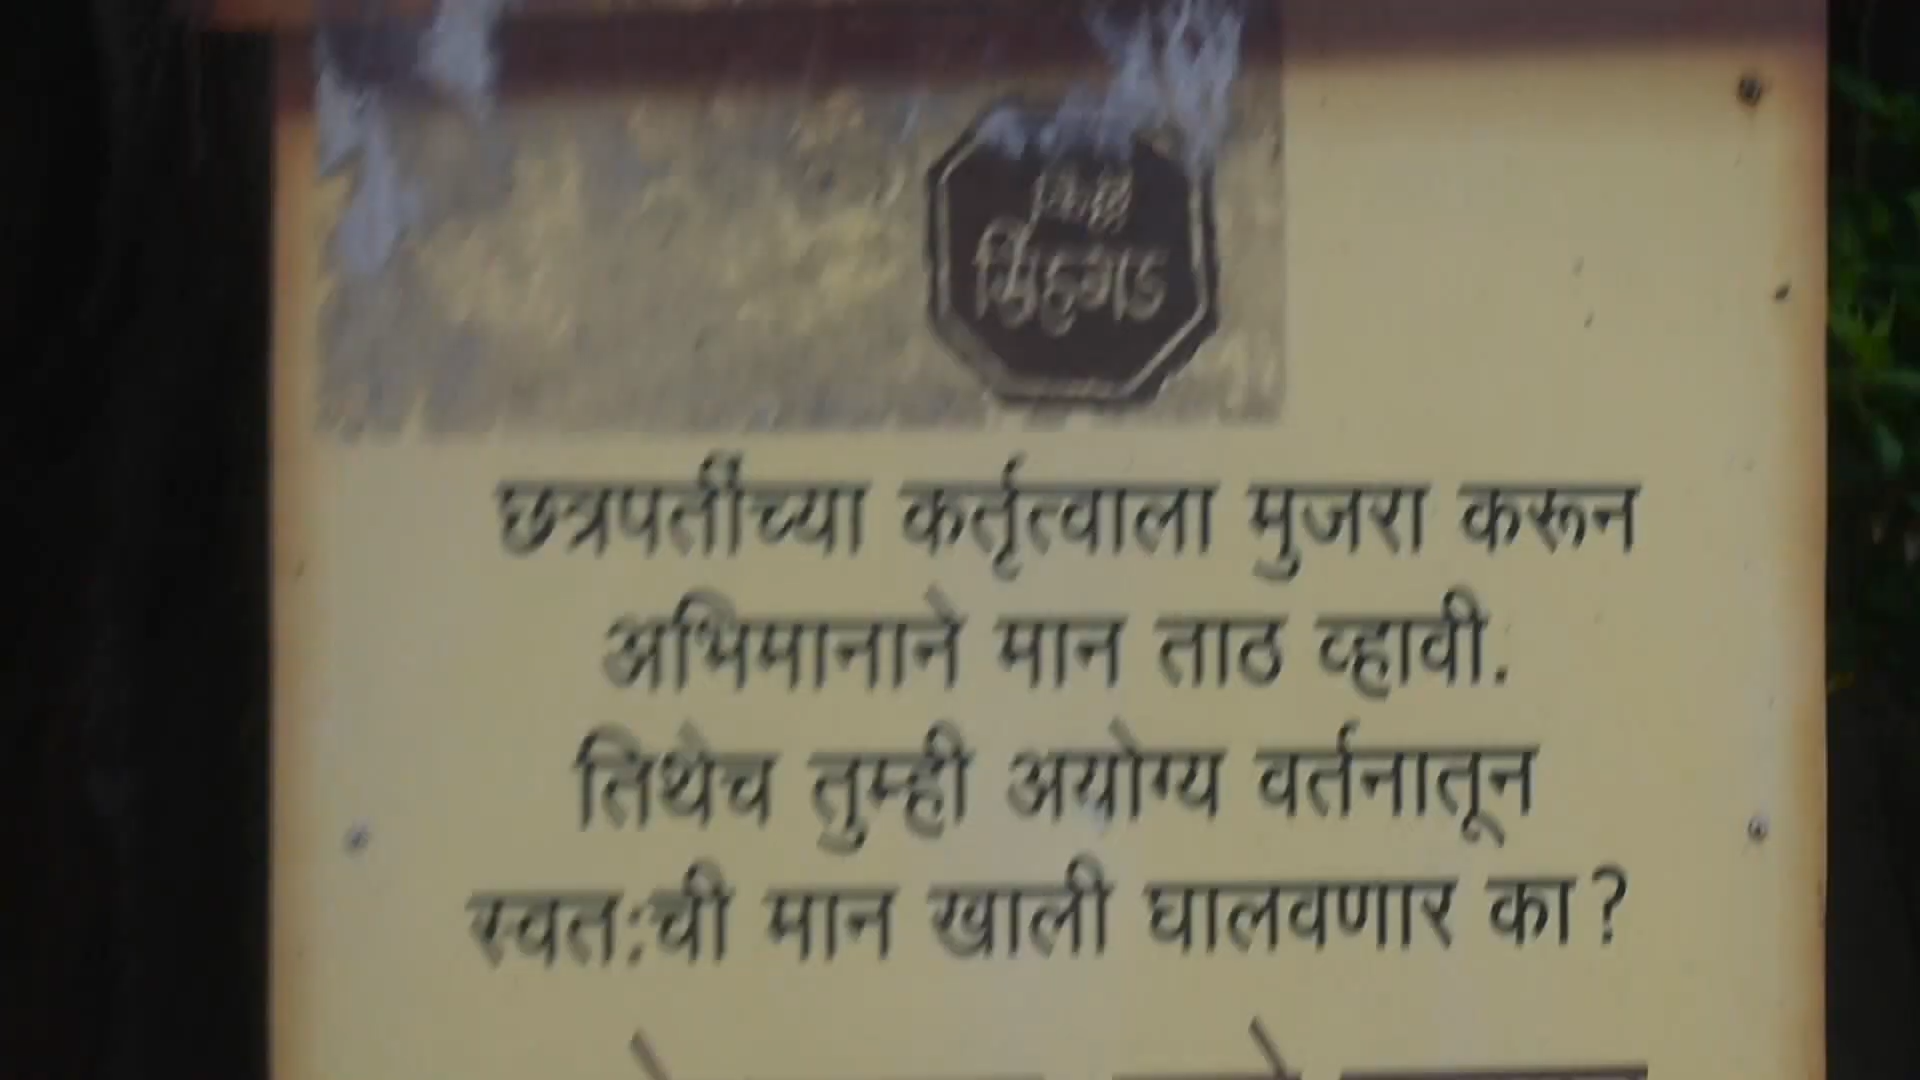 सिंहगड
छत्रपतींच्या कर्तृत्वाला मुजरा करून
अभिमानाने मान ताठ व्हावी.
तिथेच तुम्ही अयोग्य वर्तनातून
स्वत:ची मान खाली घालवणार का?